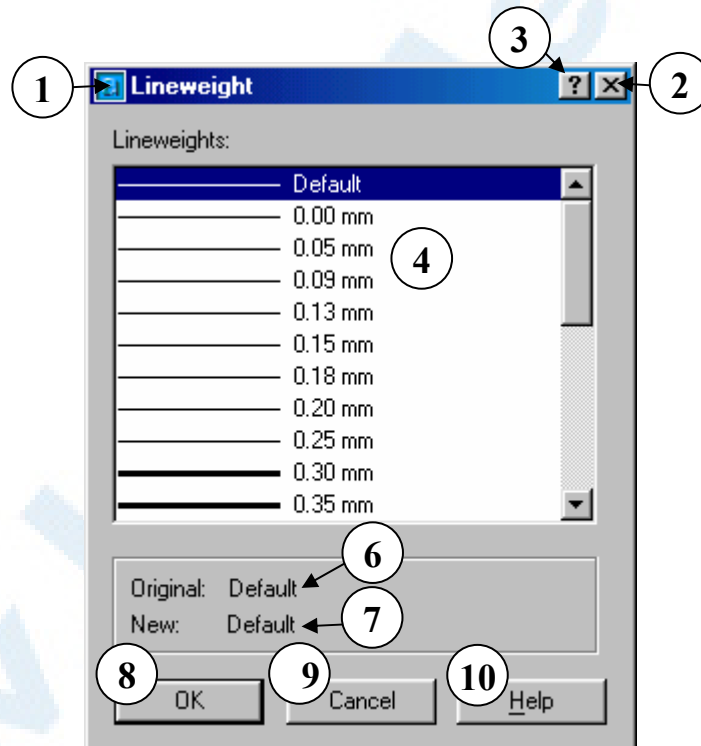 3
1
Lineweight
?
2
Lineweights:
Default
0.00 mm
0.05 mm
4
0.09 mm
0.13 mm
0.15 mm
0.18 mm
0.20 mm
0.25 mm
0.30 mm
0.35 mm
6
Original: Default
New: Default
7
8
9
10
OK
Cancel
Help